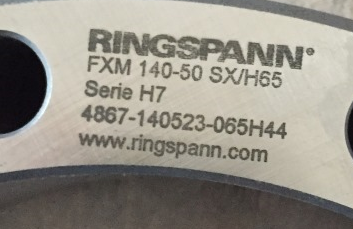 RINGSPANN®
FXM 140-50 SX/H65
Serie H7
4867-140523-065H44
www.ringspann.com